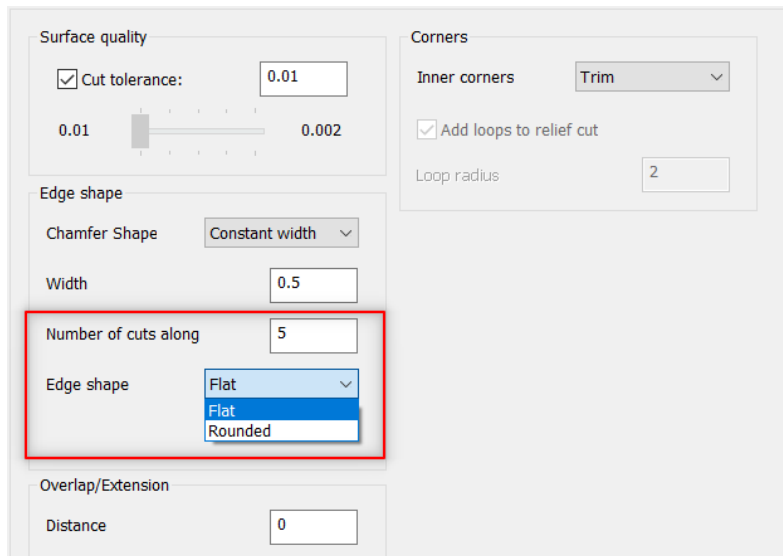 Surface quality
Cut tolerance: 0.01
0.01 0.002
Edge shape
Chamfer Shape Constant width
Width 0.5
Number of cuts along 5
Edge shape Flat
Flat
Rounded
Overlap/Extension
Distance 0
Corners
Inner corners Trim
Add loops to relief cut
Loop radius 2